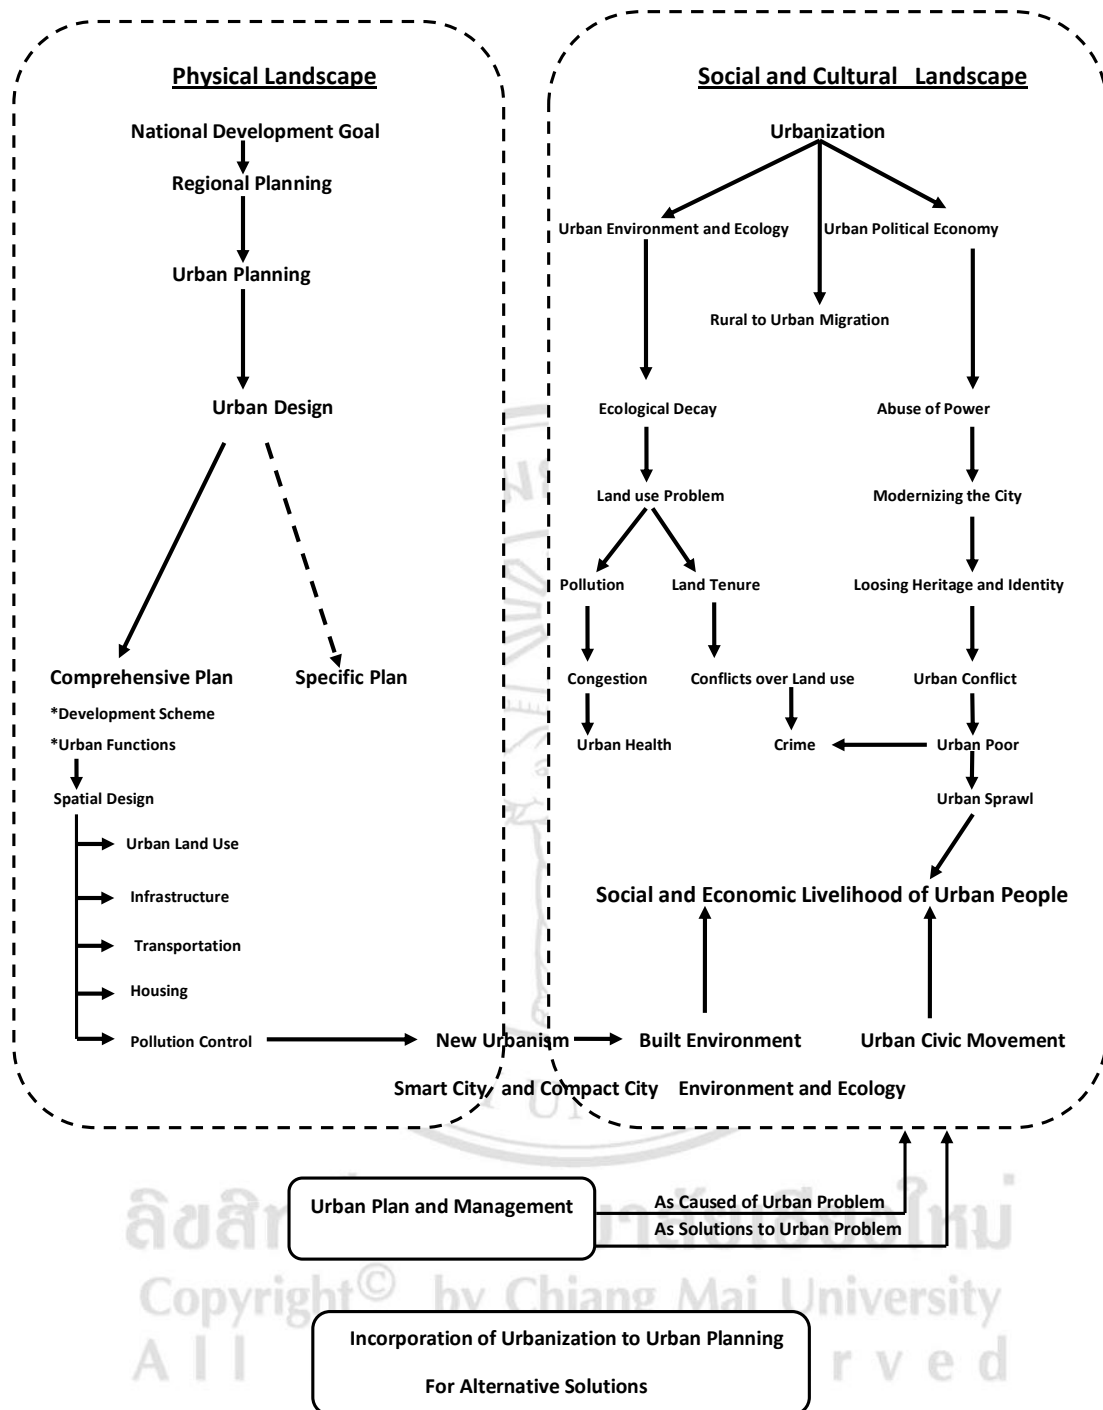 Physical Landscape
National Development Goal
Regional Planning
Urban Planning
Urban Design
Comprehensive Plan
Specific Plan
*Development Scheme
*Urban Functions
Spatial Design
Urban Land Use
Infrastructure
Transportation
Housing
Pollution Control
New Urbanism
Smart City and Compact City
Social and Cultural Landscape
Urbanization
Urban Environment and Ecology
Urban Political Economy
Rural to Urban Migration
Ecological Decay
Abuse of Power
Land use Problem
Modernizing the City
Pollution
Land Tenure
Loosing Heritage and Identity
Congestion
Conflicts over Land use
Urban Conflict
Urban Health
Crime
Urban Poor
Urban Sprawl
Social and Economic Livelihood of Urban People
Built Environment
Urban Civic Movement
Environment and Ecology
Urban Plan and Management
As Caused of Urban Problem
As Solutions to Urban Problem
Copyright© by Chiang Mai University
All
Incorporation of Urbanization to Urban Planning
For Alternative Solutions